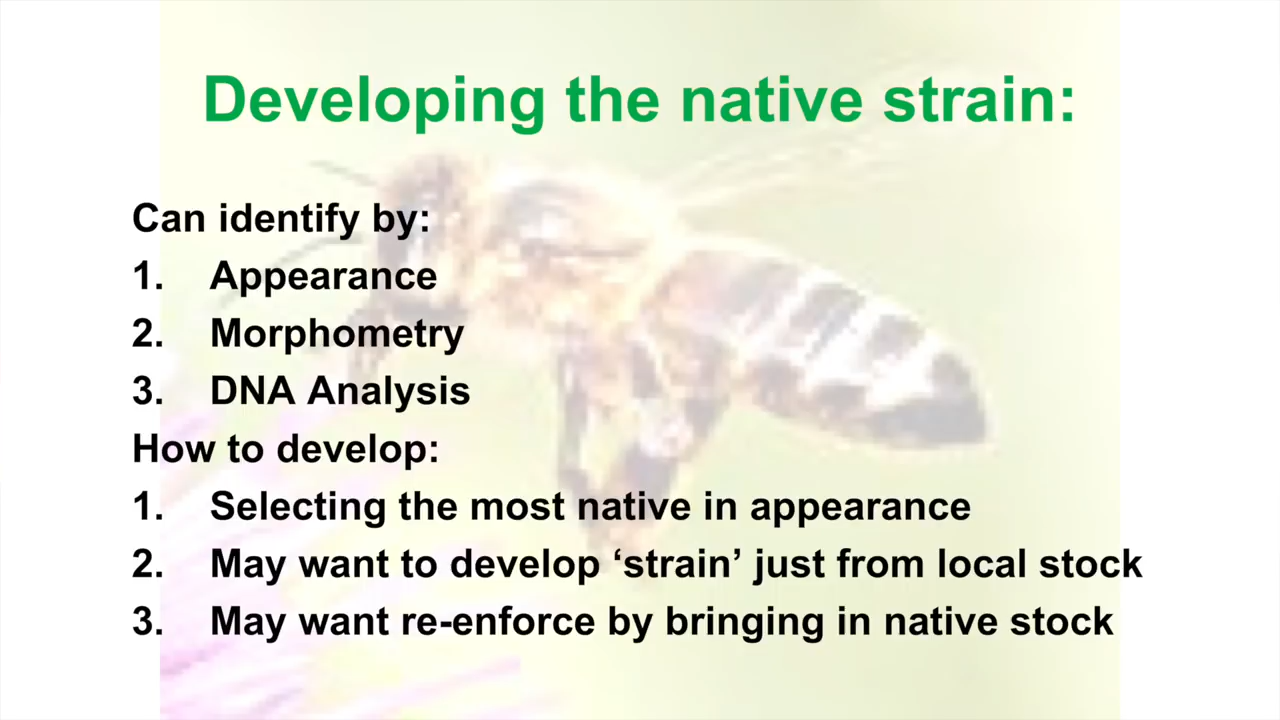 Developing the native strain:
Can identify by:
1. Appearance
2. Morphometry
3. DNA Analysis
How to develop:
1. Selecting the most native in appearance
2. May want to develop ‘strain’ just from local stock
3. May want re-enforce by bringing in native stock